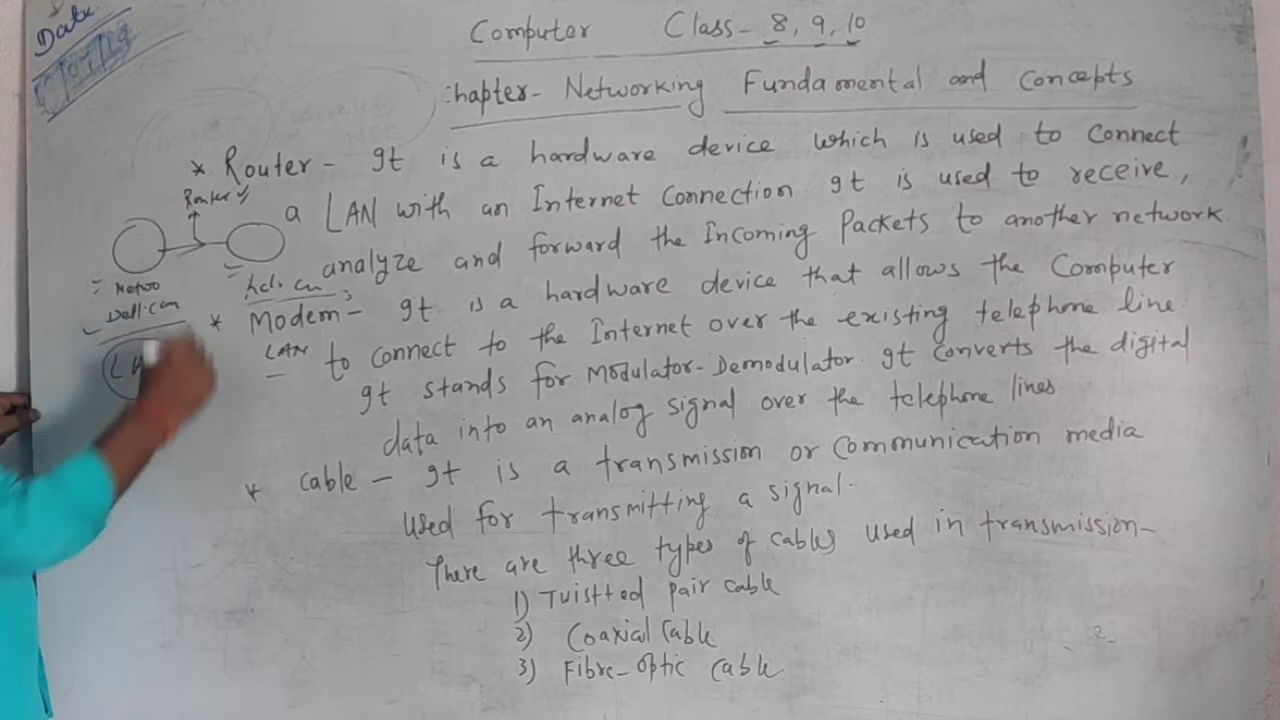 Date
Computer Class- 8, 9, 10
Chapter- Networking Fundamental and Concepts
* Router - It is a hardware device which is used to connect
a LAN with an Internet Connection. It is used to receive,
analyze and forward the Incoming Packets to another network.
Router
LAN
* Modem - It is a hardware device that allows the Computer
to connect to the Internet over the existing telephone line
It stands for Modulator-Demodulator. It converts the digital
data into an analog signal over the telephone lines
* Cable - It is a transmission or Communication media
used for transmitting a signal.
There are three types of cables used in transmission-
1) Twistted pair cable
2) Coaxial Cable
3) Fibre-optic cable